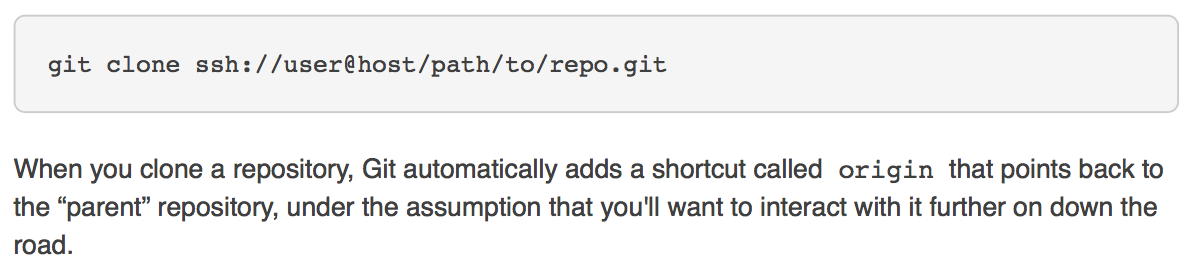 git clone ssh://user@host/path/to/repo.git
When you clone a repository, Git automatically adds a shortcut called origin that points back to
the “parent” repository, under the assumption that you'll want to interact with it further on down the
road.